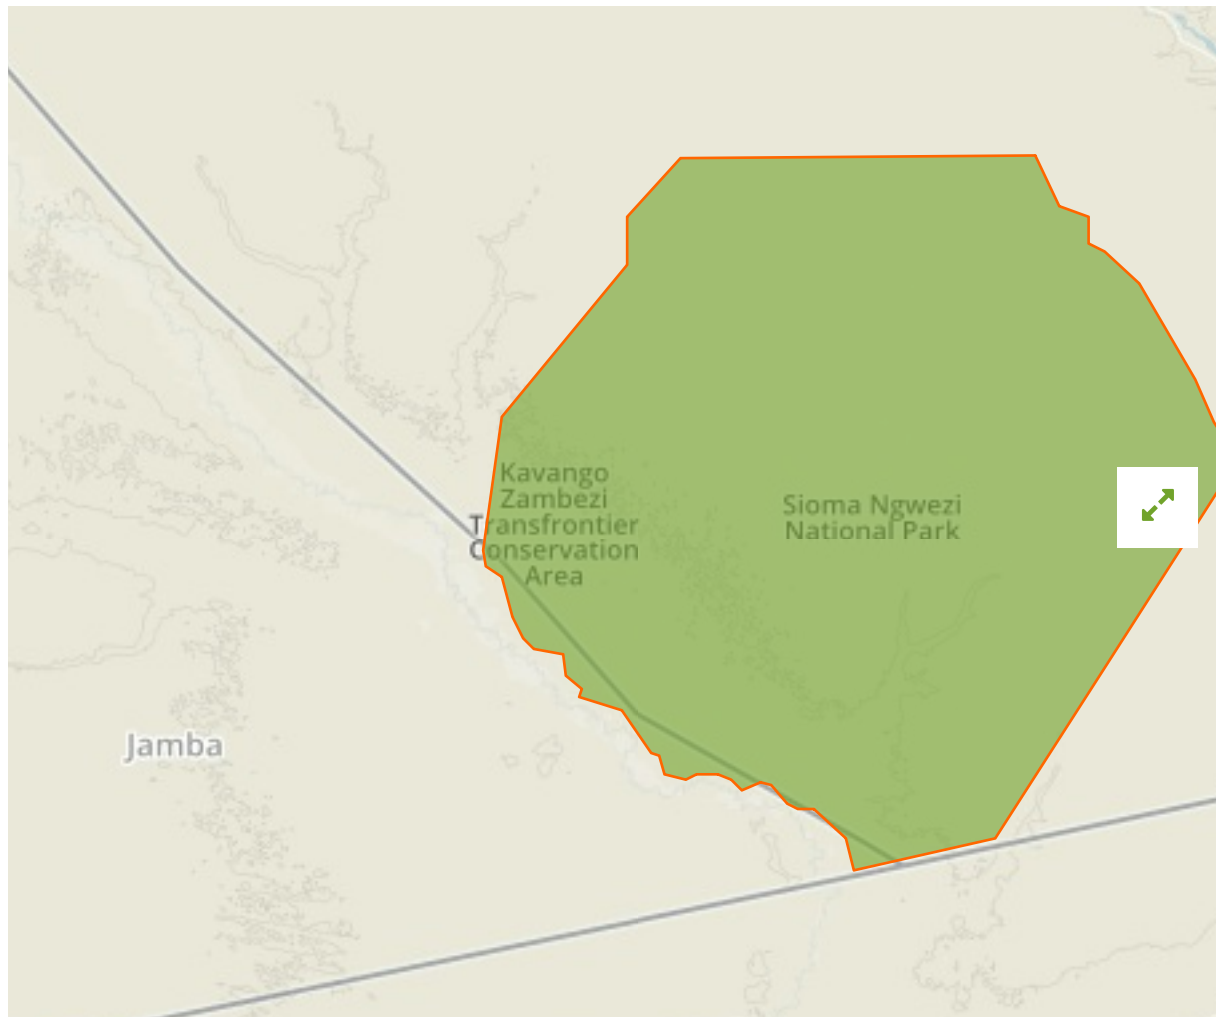 Kavango
Zambezi
Transfrontier
Conservation
Area
Sioma Ngwezi
National Park
Jamba